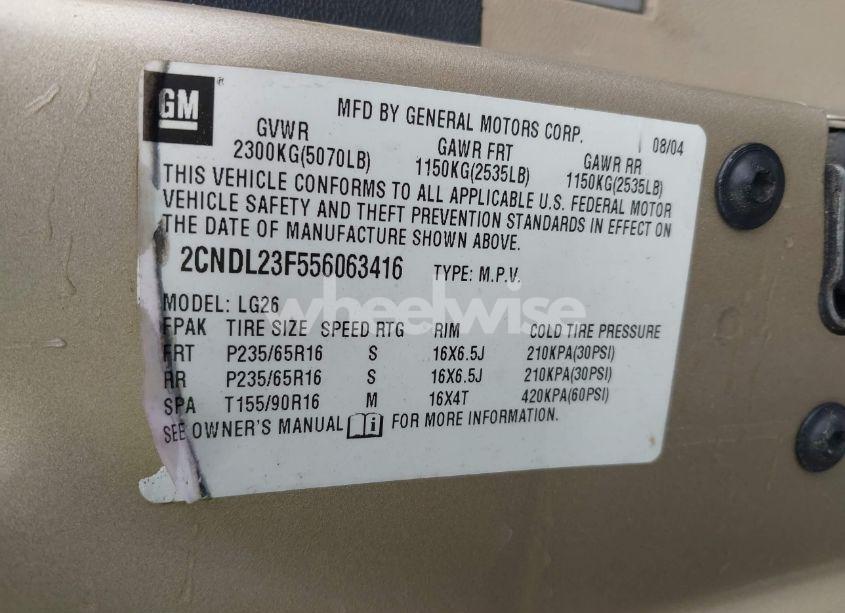 GM
MFD BY GENERAL MOTORS CORP. 08/04
GVWR GAWR FRT GAWR RR
2300KG(5070LB) 1150KG(2535LB) 1150KG(2535LB)
THIS VEHICLE CONFORMS TO ALL APPLICABLE U.S. FEDERAL MOTOR
VEHICLE SAFETY AND THEFT PREVENTION STANDARDS IN EFFECT ON
THE DATE OF MANUFACTURE SHOWN ABOVE.
2CNDL23F556063416 TYPE: M.P.V.
wheelwise
MODEL: LG26
FPAK TIRE SIZE SPEED RTG RIM COLD TIRE PRESSURE
FRT P235/65R16 S 16X6.5J 210KPA(30PSI)
RR P235/65R16 S 16X6.5J 210KPA(30PSI)
SPA T155/90R16 M 16X4T 420KPA(60PSI)
SEE OWNER'S MANUAL FOR MORE INFORMATION.